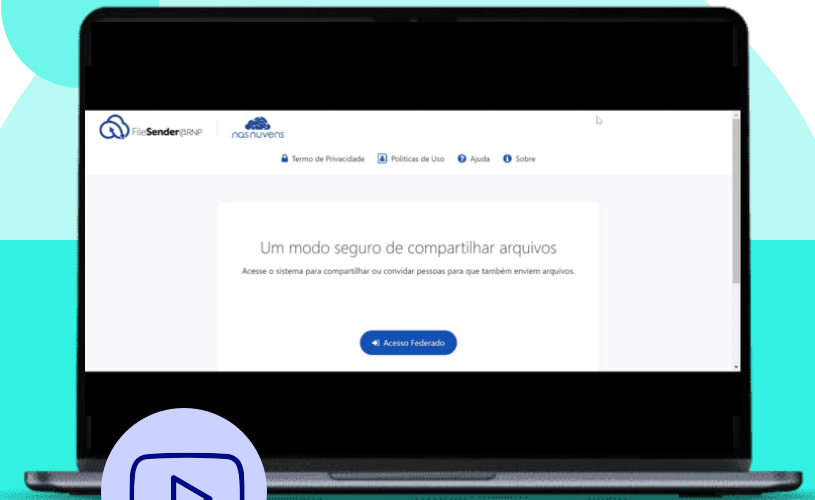 FileSender@RNP
nasnuvens
Termo de Privacidade Políticas de Uso Ajuda Sobre
Um modo seguro de compartilhar arquivos
Acesse o sistema para compartilhar ou convidar pessoas para que também enviem arquivos.
Acesso Federado